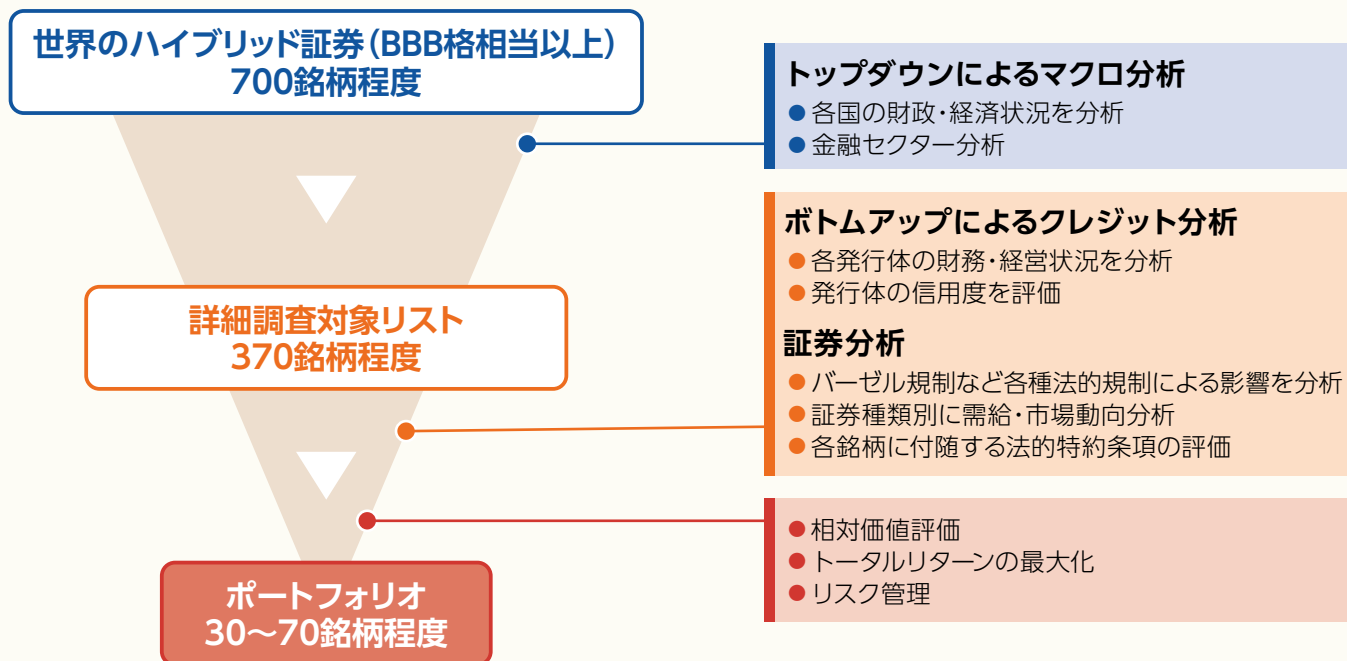 世界のハイブリッド証券(BBB格相当以上)
700銘柄程度
トップダウンによるマクロ分析
●各国の財政・経済状況を分析
●金融セクター分析
ボトムアップによるクレジット分析
●各発行体の財務・経営状況を分析
●発行体の信用度を評価
詳細調査対象リスト
370銘柄程度
証券分析
●バーゼル規制など各種法的規制による影響を分析
●証券種類別に需給・市場動向分析
●各銘柄に付随する法的特約条項の評価
●相対価値評価
●トータルリターンの最大化
●リスク管理
ポートフォリオ
30〜70銘柄程度